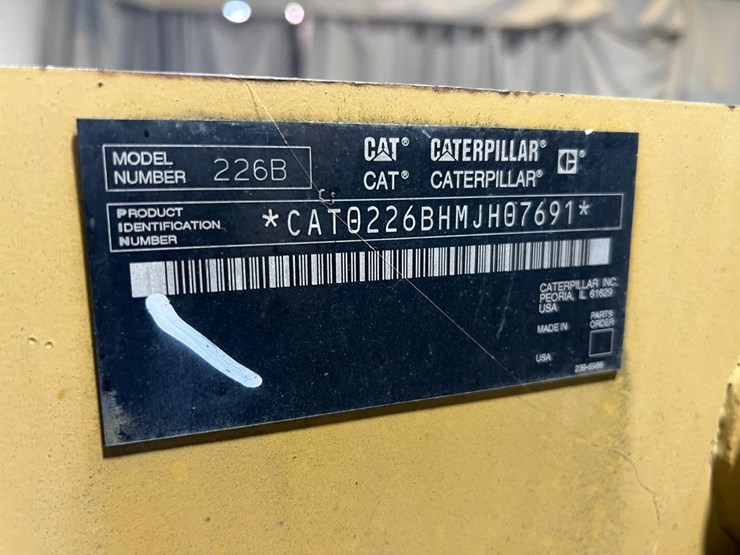 MODEL
NUMBER 226B
CAT® CATERPILLAR®
CAT® CATERPILLAR®
PRODUCT
IDENTIFICATION
NUMBER
*CAT0226BHMJH07691*
CATERPILLAR INC.
PEORIA, IL 61629
USA
MADE IN
USA
PARTS
ORDER